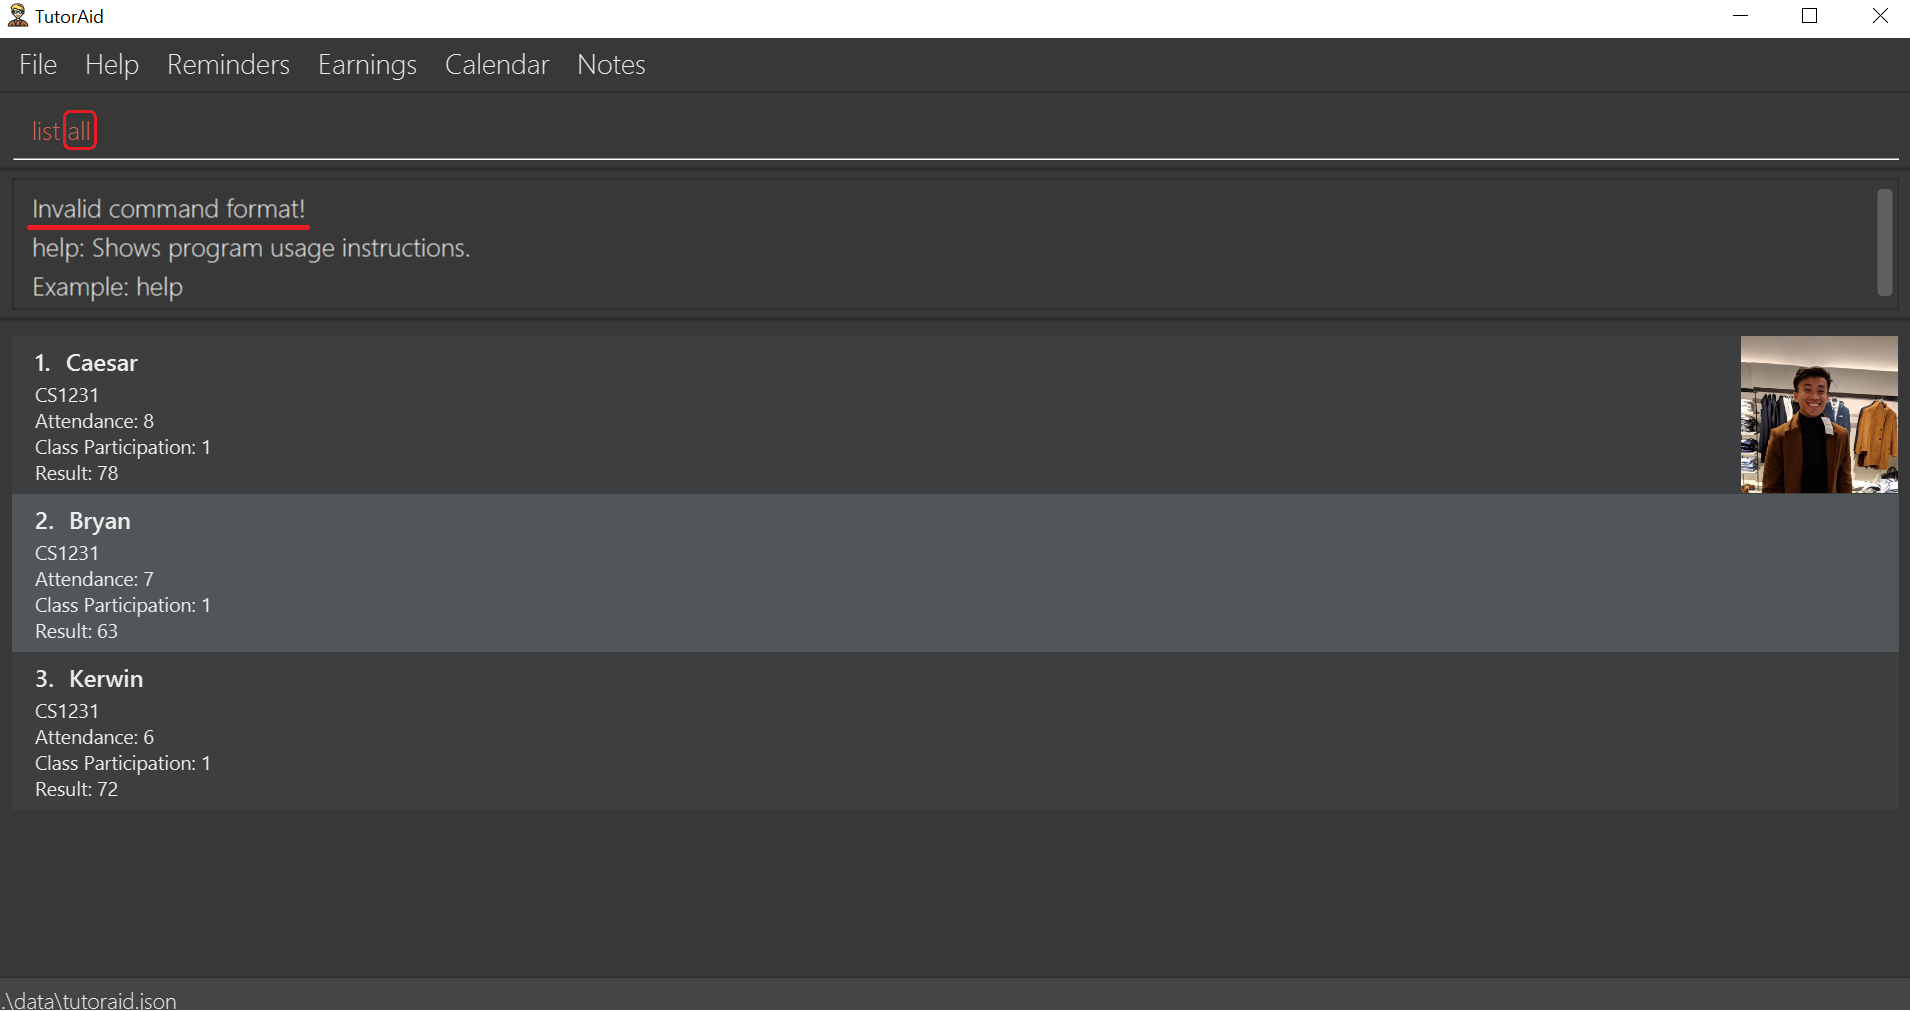 TutorAid
File Help Reminders Earnings Calendar Notes
list all
Invalid command format!
help: Shows program usage instructions.
Example: help
1. Caesar
CS1231
Attendance: 8
Class Participation: 1
Result: 78
2. Bryan
CS1231
Attendance: 7
Class Participation: 1
Result: 63
3. Kerwin
CS1231
Attendance: 6
Class Participation: 1
Result: 72
.\data\tutoraid.json